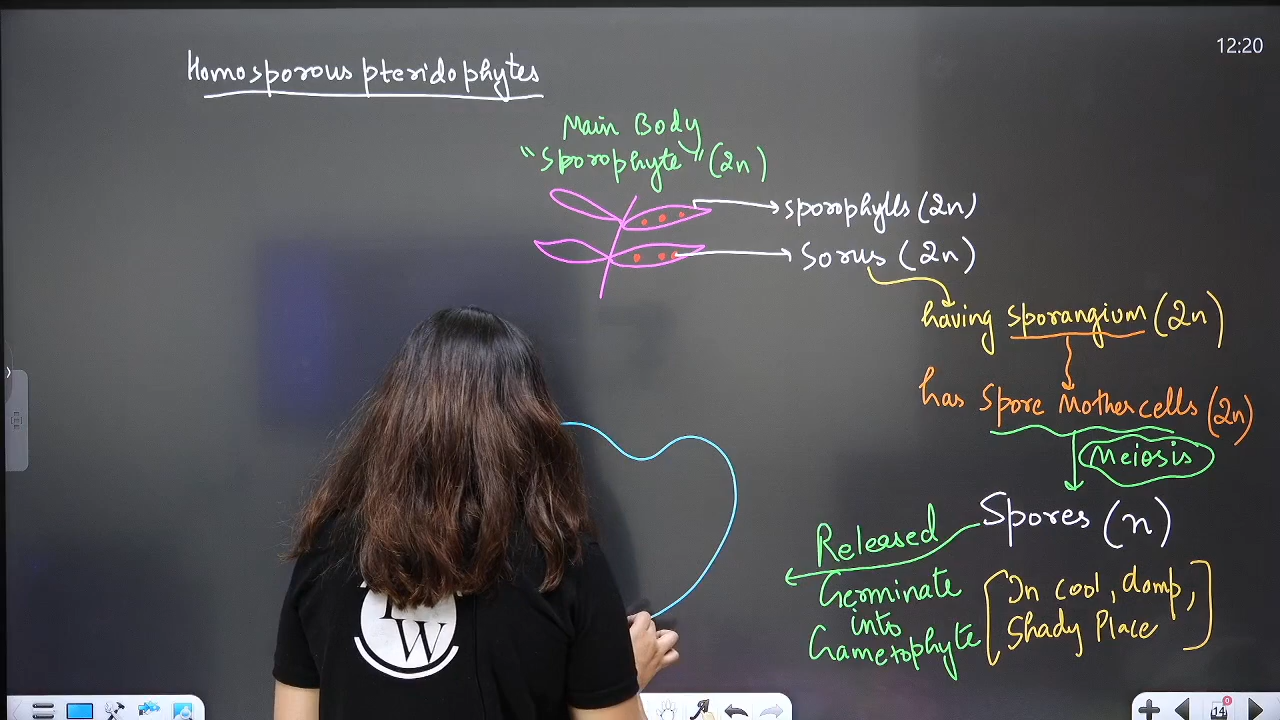 12:20
Homosporous pteridophytes
Main Body
"Sporophyte" (2n)
Sporophylls (2n)
Sorus (2n)
having sporangium (2n)
has Spore Mother cells (2n)
Meiosis
Spores (n)
Released
Germinate
into
Gametophyte
[In cool, damp,
Shady Place]
W
14